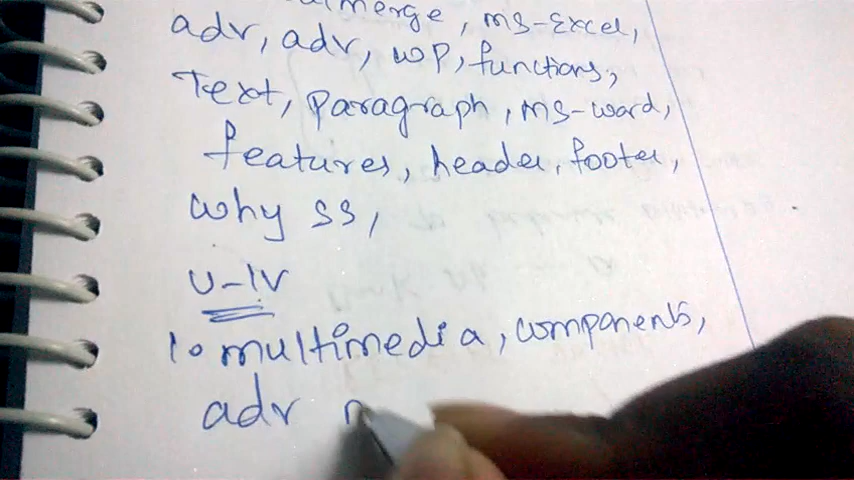 merge, ms-Excel,
adv, adv, WP, functions,
Text, paragraph, ms-word,
features, header, footer,
why SS,
U-IV
1. multimedia, components,
adv